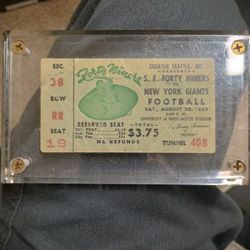 SEC.
38
ROW
RR
SEAT
19
Forty Niners
GREATER SEATTLE, INC.
PRESENTS
S. F. FORTY NINERS
vs.
NEW YORK GIANTS
FOOTBALL
SAT., AUGUST 20, 1955
UNIVERSITY OF WASHINGTON STADIUM
RESERVED SEAT
TOTAL
$3.75
NO REFUNDS
TUNNEL 40B